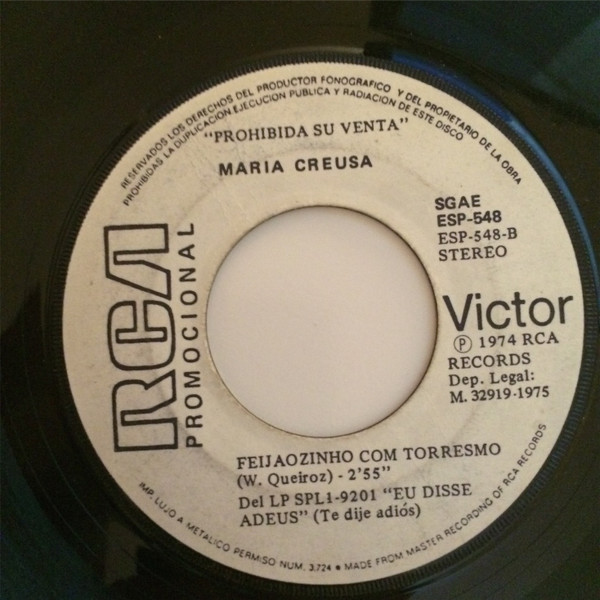 RESERVADOS LOS DERECHOS DEL PRODUCTOR FONOGRAFICO Y DEL PROPIETARIO DE LA OBRA
PROHIBIDAS LA DUPLICACION EJECUCION PUBLICA Y RADIACION DE ESTE DISCO
"PROHIBIDA SU VENTA"
MARIA CREUSA
SGAE
ESP-548
ESP-548-B
STEREO
RCA
PROMOCIONAL
Victor
Ⓟ 1974 RCA
RECORDS
Dep. Legal:
M. 32919-1975
FEIJAOZINHO COM TORRESMO
(W. Queiroz) - 2'55"
Del LP SPL1-9201 "EU DISSE
ADEUS" (Te dije adiós)
IMP. LUJO A METALICO PERMISO NUM. 3.724 • MADE FROM MASTER RECORDING OF RCA RECORDS